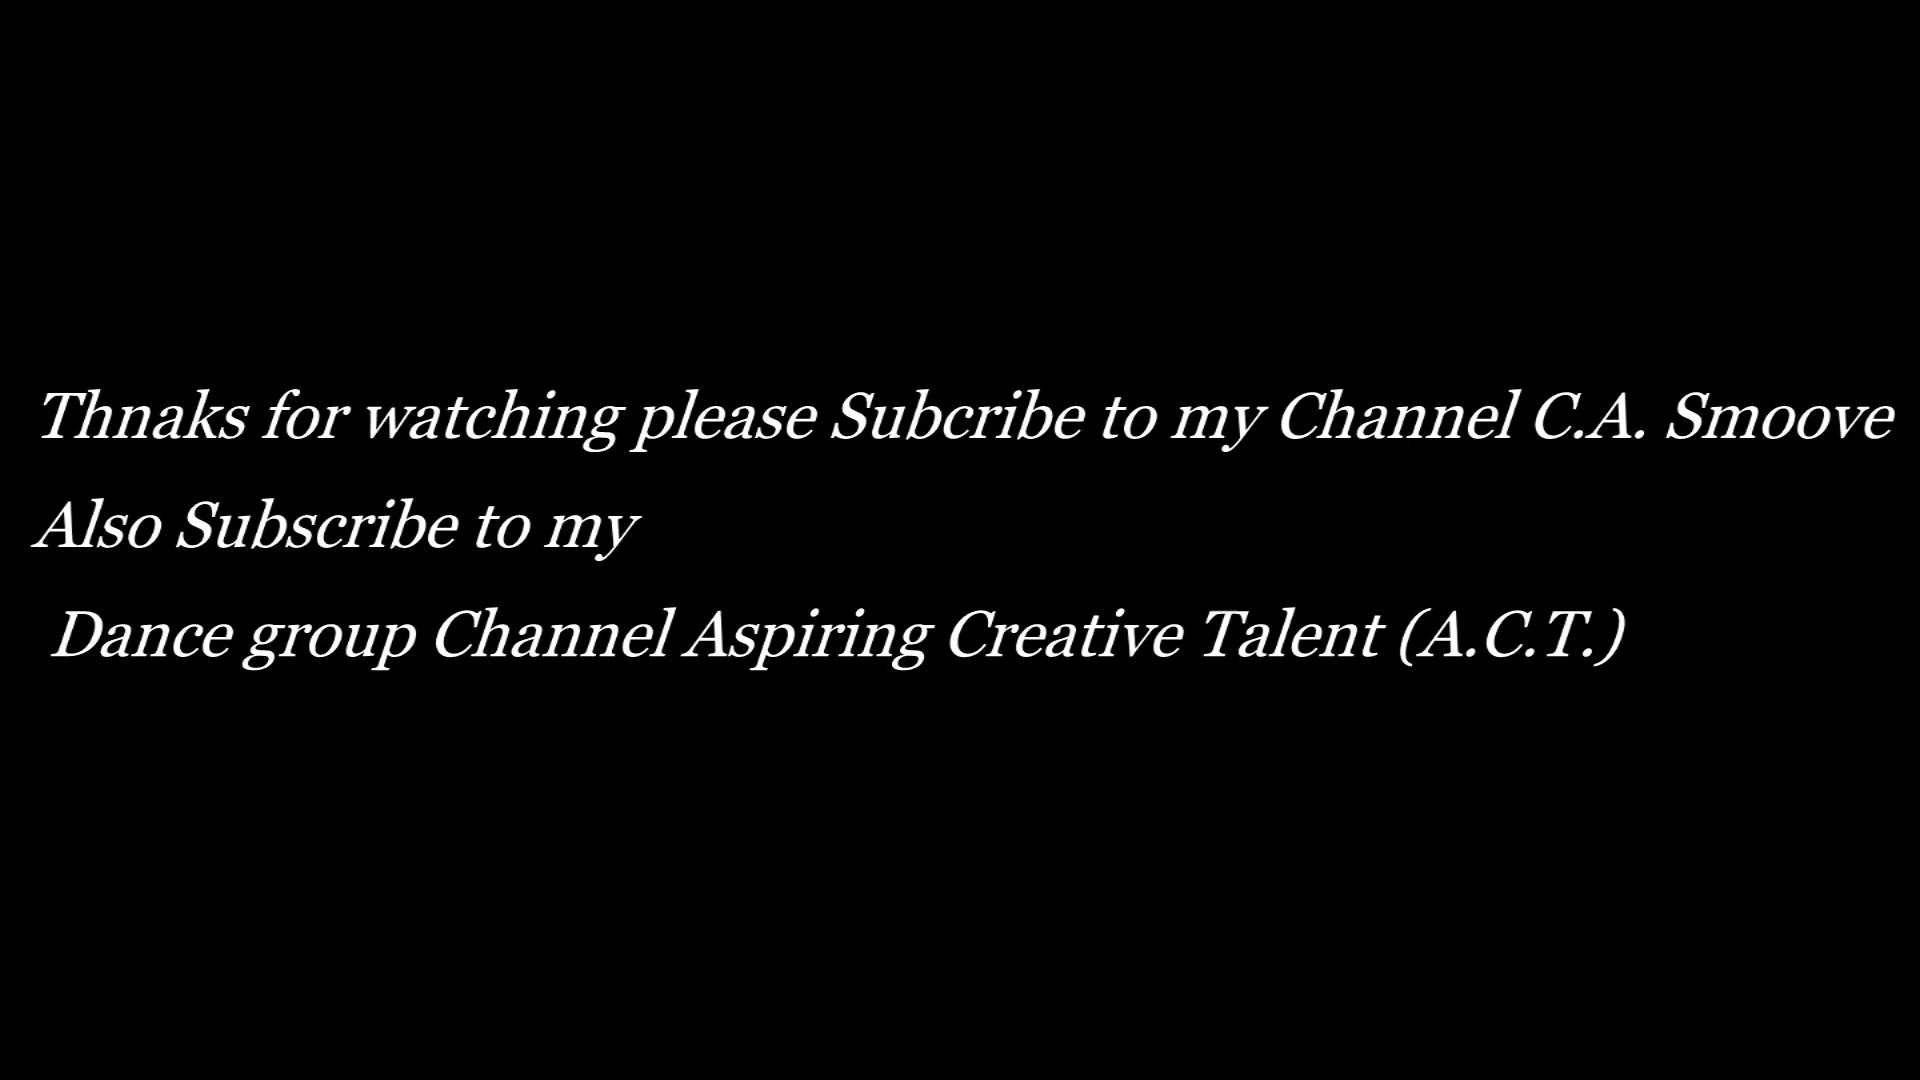 Thnaks for watching please Subcribe to my Channel C.A. Smoove
Also Subscribe to my
Dance group Channel Aspiring Creative Talent (A.C.T.)